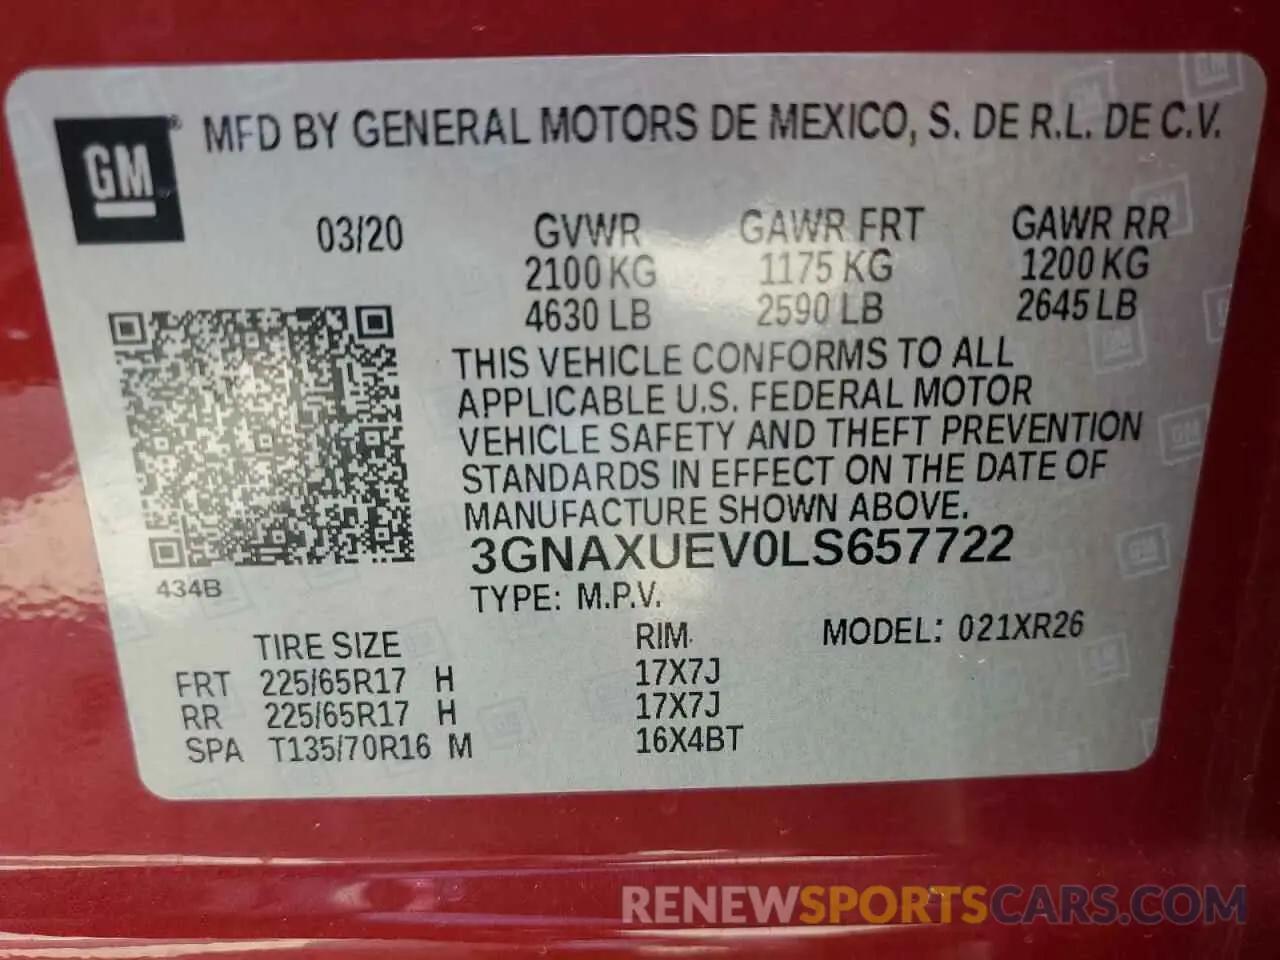 GM
MFD BY GENERAL MOTORS DE MEXICO, S. DE R.L. DE C.V.
03/20 GVWR GAWR FRT GAWR RR
2100 KG 1175 KG 1200 KG
4630 LB 2590 LB 2645 LB
THIS VEHICLE CONFORMS TO ALL
APPLICABLE U.S. FEDERAL MOTOR
VEHICLE SAFETY AND THEFT PREVENTION
STANDARDS IN EFFECT ON THE DATE OF
MANUFACTURE SHOWN ABOVE.
3GNAXUEV0LS657722
434B
TYPE: M.P.V.
TIRE SIZE RIM MODEL: 021XR26
FRT 225/65R17 H 17X7J
RR 225/65R17 H 17X7J
SPA T135/70R16 M 16X4BT
RENEWSPORTSCARS.COM